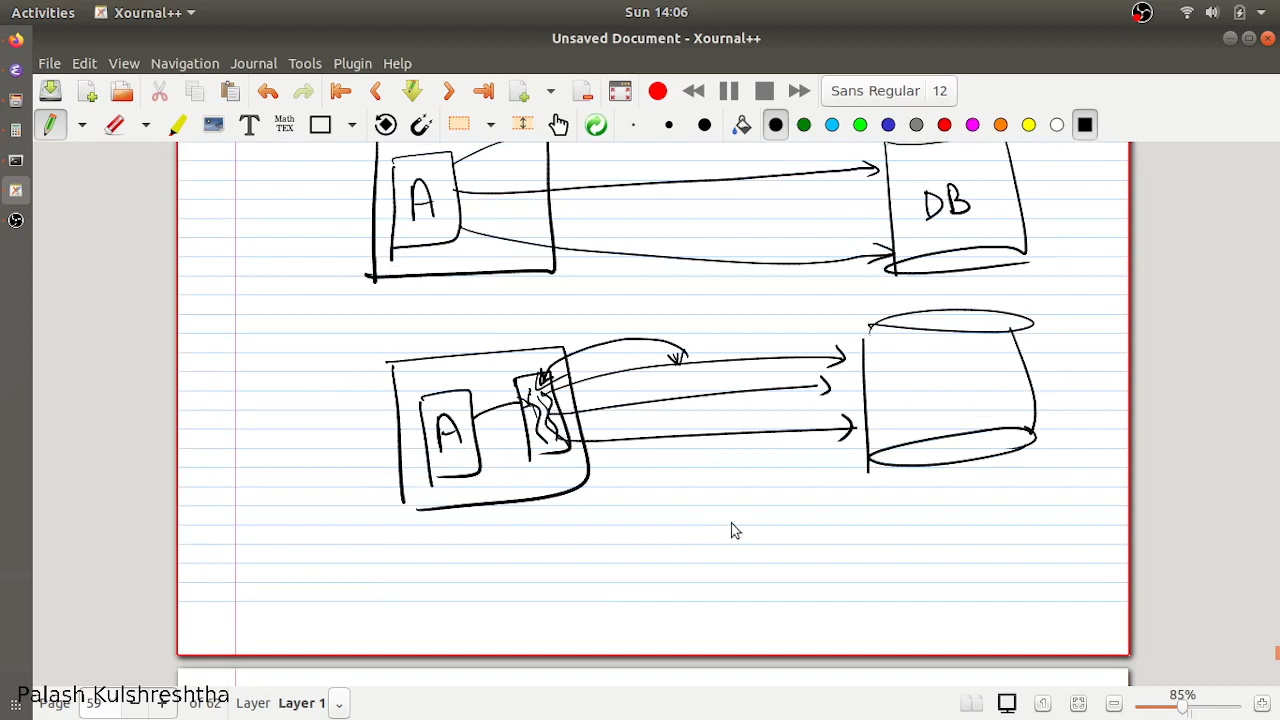 Activities Xournal++ Sun 14:06
Unsaved Document - Xournal++
File Edit View Navigation Journal Tools Plugin Help
Sans Regular 12
T Math TEX
A DB
A
Palash Kulshreshtha
Page 59 of 62 Layer Layer 1 85%